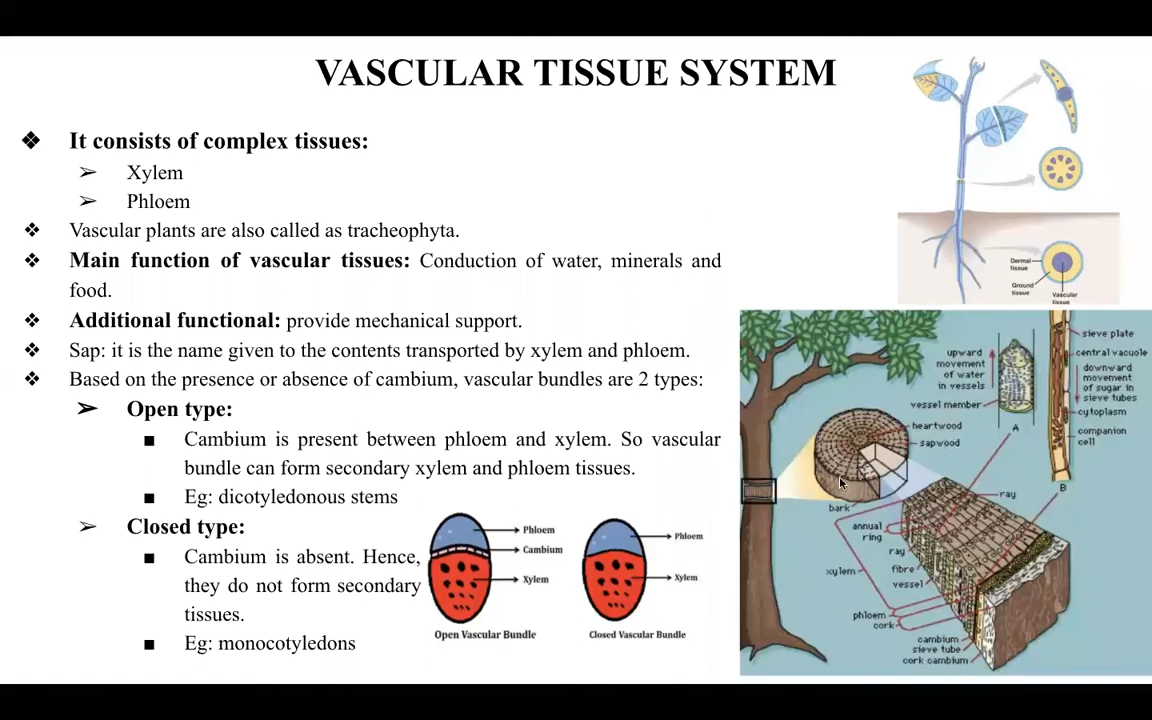 VASCULAR TISSUE SYSTEM
❖ It consists of complex tissues:
➢ Xylem
➢ Phloem
❖ Vascular plants are also called as tracheophyta.
❖ Main function of vascular tissues: Conduction of water, minerals and
food.
❖ Additional functional: provide mechanical support.
❖ Sap: it is the name given to the contents transported by xylem and phloem.
❖ Based on the presence or absence of cambium, vascular bundles are 2 types:
➢ Open type:
■ Cambium is present between phloem and xylem. So vascular
bundle can form secondary xylem and phloem tissues.
■ Eg: dicotyledonous stems
➢ Closed type:
■ Cambium is absent. Hence,
they do not form secondary
tissues.
■ Eg: monocotyledons
Phloem
Cambium
Xylem
Open Vascular Bundle
Phloem
Xylem
Closed Vascular Bundle
Dermal
tissue
Ground
tissue
Vascular
tissue
upward
movement
of water
in vessels
vessel member
A
sieve plate
central vacuole
downward
movement
of sugar in
sieve tubes
cytoplasm
companion
cell
B
heartwood
sapwood
bark
ray
annual
ring
ray
xylem
fibre
vessel
phloem
cork
cambium
sieve tube
cork cambium